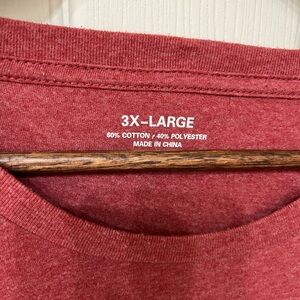 3X-LARGE
60% COTTON / 40% POLYESTER
MADE IN CHINA